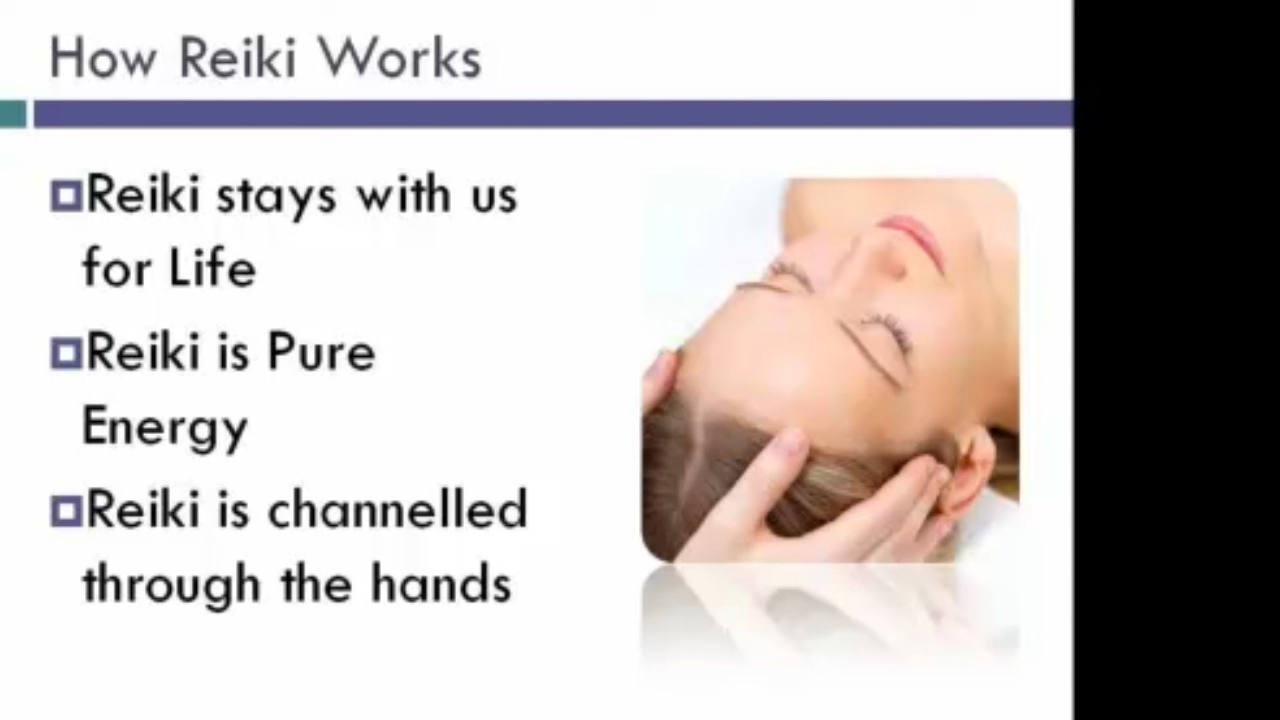 How Reiki Works
Reiki stays with us
for Life
Reiki is Pure
Energy
Reiki is channelled
through the hands